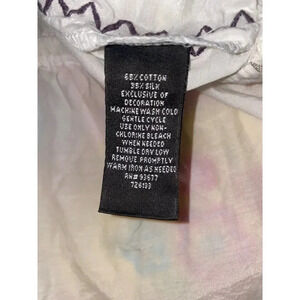 65% COTTON
35% SILK
EXCLUSIVE OF
DECORATION
MACHINE WASH COLD
GENTLE CYCLE
USE ONLY NON-
CHLORINE BLEACH
WHEN NEEDED
TUMBLE DRY LOW
REMOVE PROMPTLY
WARM IRON AS NEEDED
RN# 93677
726133